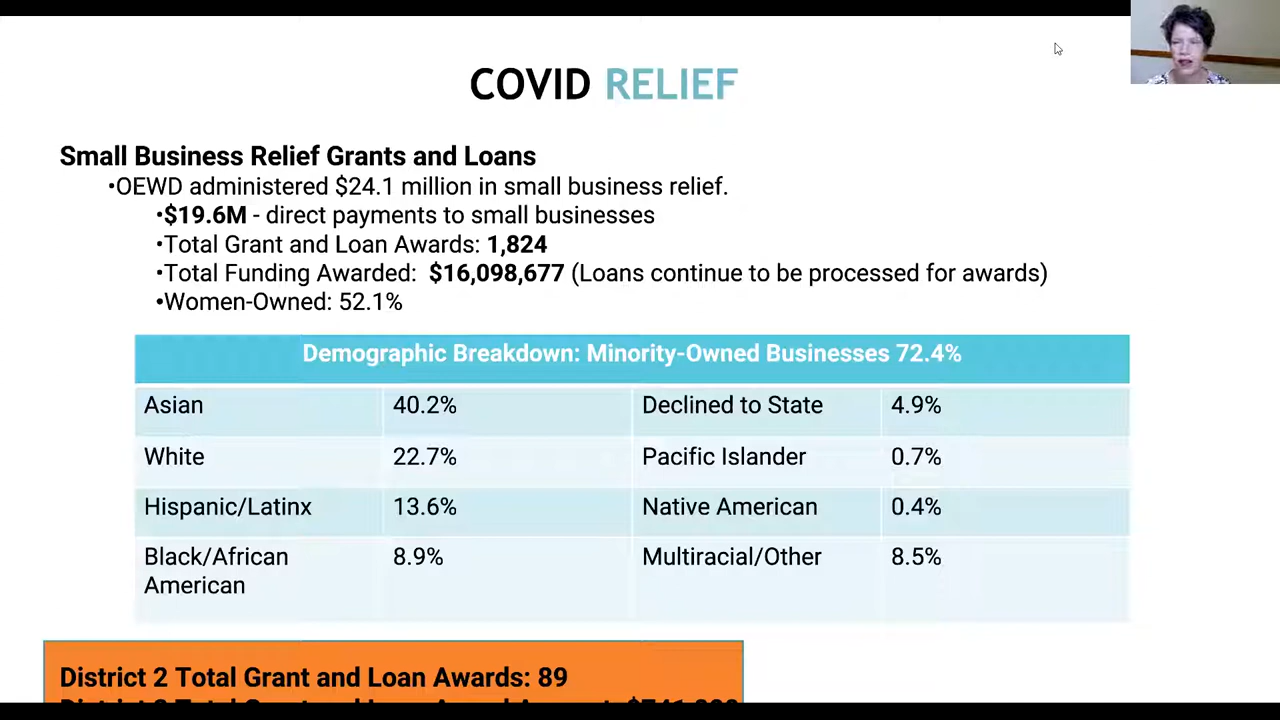 COVID RELIEF
Small Business Relief Grants and Loans
•OEWD administered $24.1 million in small business relief.
•$19.6M - direct payments to small businesses
•Total Grant and Loan Awards: 1,824
•Total Funding Awarded: $16,098,677 (Loans continue to be processed for awards)
•Women-Owned: 52.1%
Demographic Breakdown: Minority-Owned Businesses 72.4%
Asian 40.2% Declined to State 4.9%
White 22.7% Pacific Islander 0.7%
Hispanic/Latinx 13.6% Native American 0.4%
Black/African 8.9% Multiracial/Other 8.5%
American
District 2 Total Grant and Loan Awards: 89